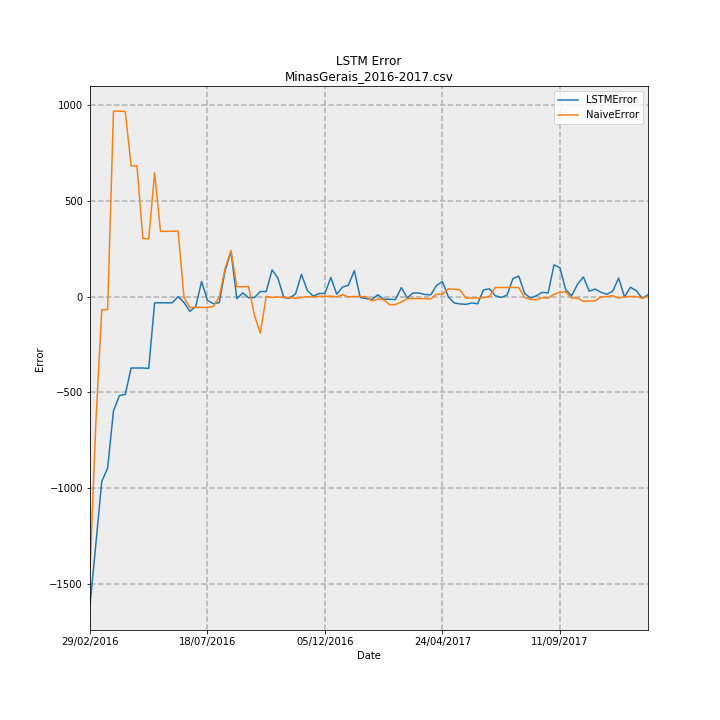 LSTM Error
MinasGerais_2016-2017.csv
LSTMError
NaiveError
1000
500
0
−500
−1000
−1500
Error
29/02/2016
18/07/2016
05/12/2016
24/04/2017
11/09/2017
Date